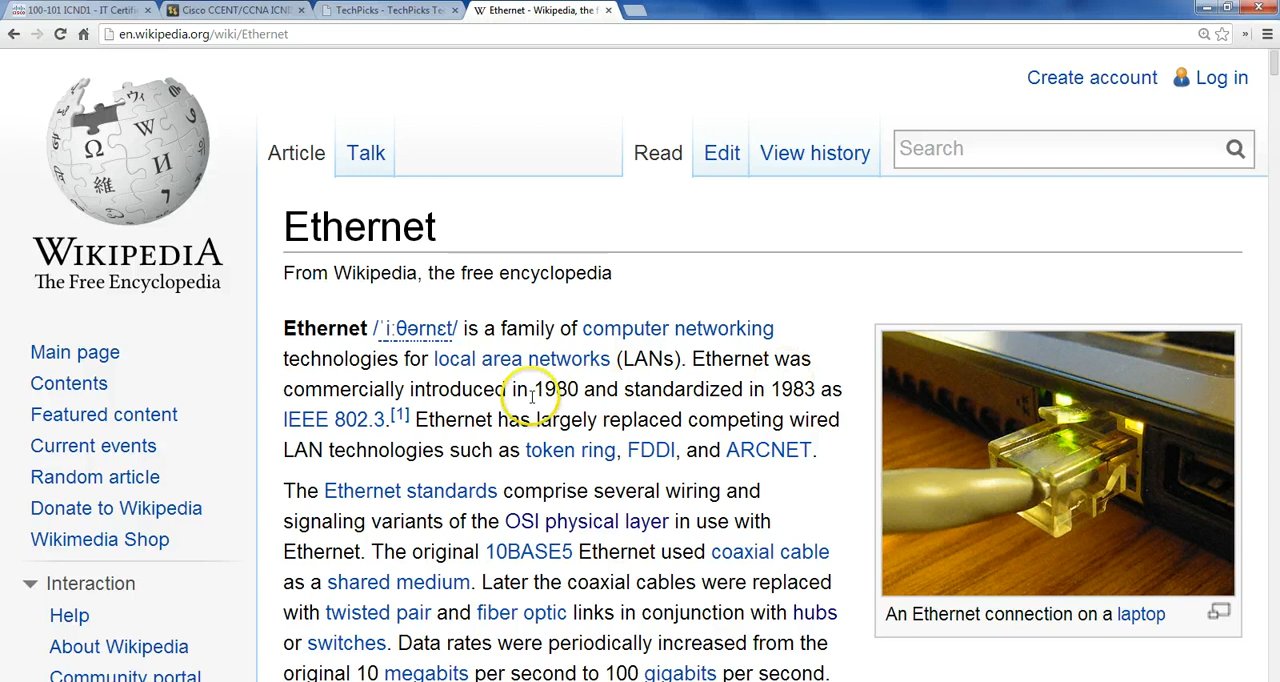 100-101 ICND1 - IT Certifi
Cisco CCENT/CCNA ICND
TechPicks - TechPicks Te
Ethernet - Wikipedia, the f
en.wikipedia.org/wiki/Ethernet
Create account Log in
Article Talk Read Edit View history Search
WIKIPEDIA
The Free Encyclopedia
Main page
Contents
Featured content
Current events
Random article
Donate to Wikipedia
Wikimedia Shop
Interaction
Help
About Wikipedia
Community portal
Ethernet
From Wikipedia, the free encyclopedia
Ethernet /ˈiːθərnɛt/ is a family of computer networking
technologies for local area networks (LANs). Ethernet was
commercially introduced in 1980 and standardized in 1983 as
IEEE 802.3.[1] Ethernet has largely replaced competing wired
LAN technologies such as token ring, FDDI, and ARCNET.
The Ethernet standards comprise several wiring and
signaling variants of the OSI physical layer in use with
Ethernet. The original 10BASE5 Ethernet used coaxial cable
as a shared medium. Later the coaxial cables were replaced
with twisted pair and fiber optic links in conjunction with hubs
or switches. Data rates were periodically increased from the
original 10 megabits per second to 100 gigabits per second.
An Ethernet connection on a laptop